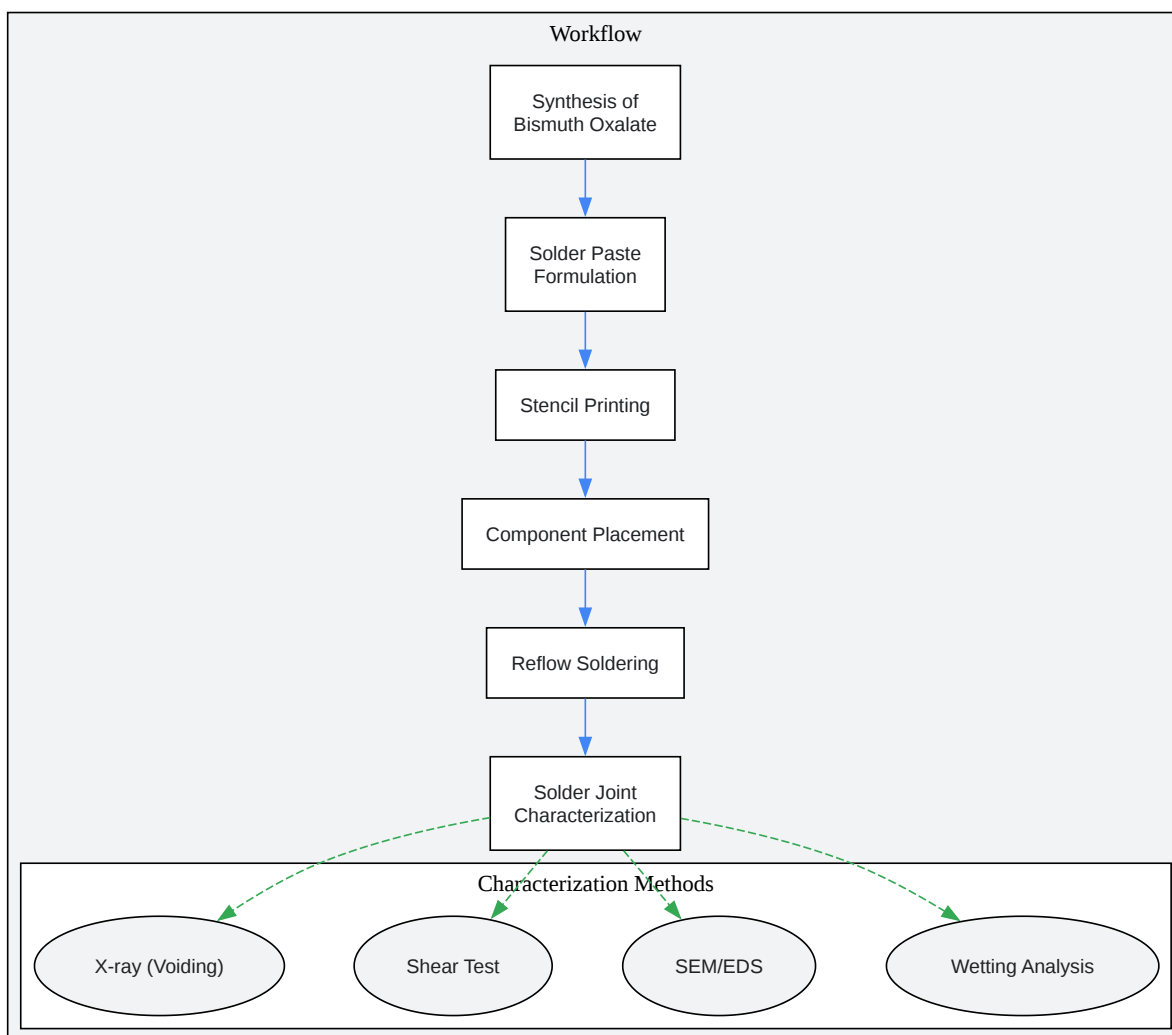 Workflow
Synthesis of
Bismuth Oxalate
Solder Paste
Formulation
Stencil Printing
Component Placement
Reflow Soldering
Solder Joint
Characterization
Characterization Methods
X-ray (Voiding)
Shear Test
SEM/EDS
Wetting Analysis